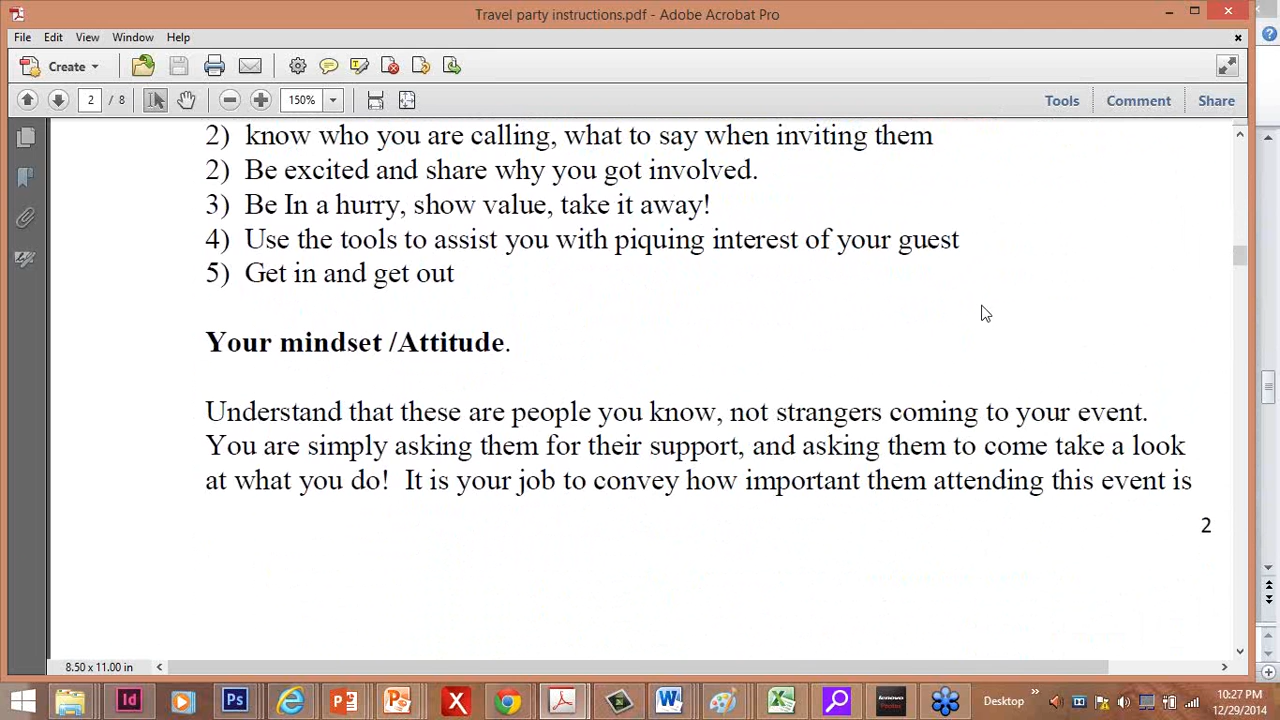 Travel party instructions.pdf - Adobe Acrobat Pro
File Edit View Window Help
Create
2 / 8 150% Tools Comment Share
2) know who you are calling, what to say when inviting them
2) Be excited and share why you got involved.
3) Be In a hurry, show value, take it away!
4) Use the tools to assist you with piquing interest of your guest
5) Get in and get out
Your mindset /Attitude.
Understand that these are people you know, not strangers coming to your event.
You are simply asking them for their support, and asking them to come take a look
at what you do! It is your job to convey how important them attending this event is
2
8.50 x 11.00 in
Id Ps X W lenovo Desktop 10:27 PM
12/29/2014